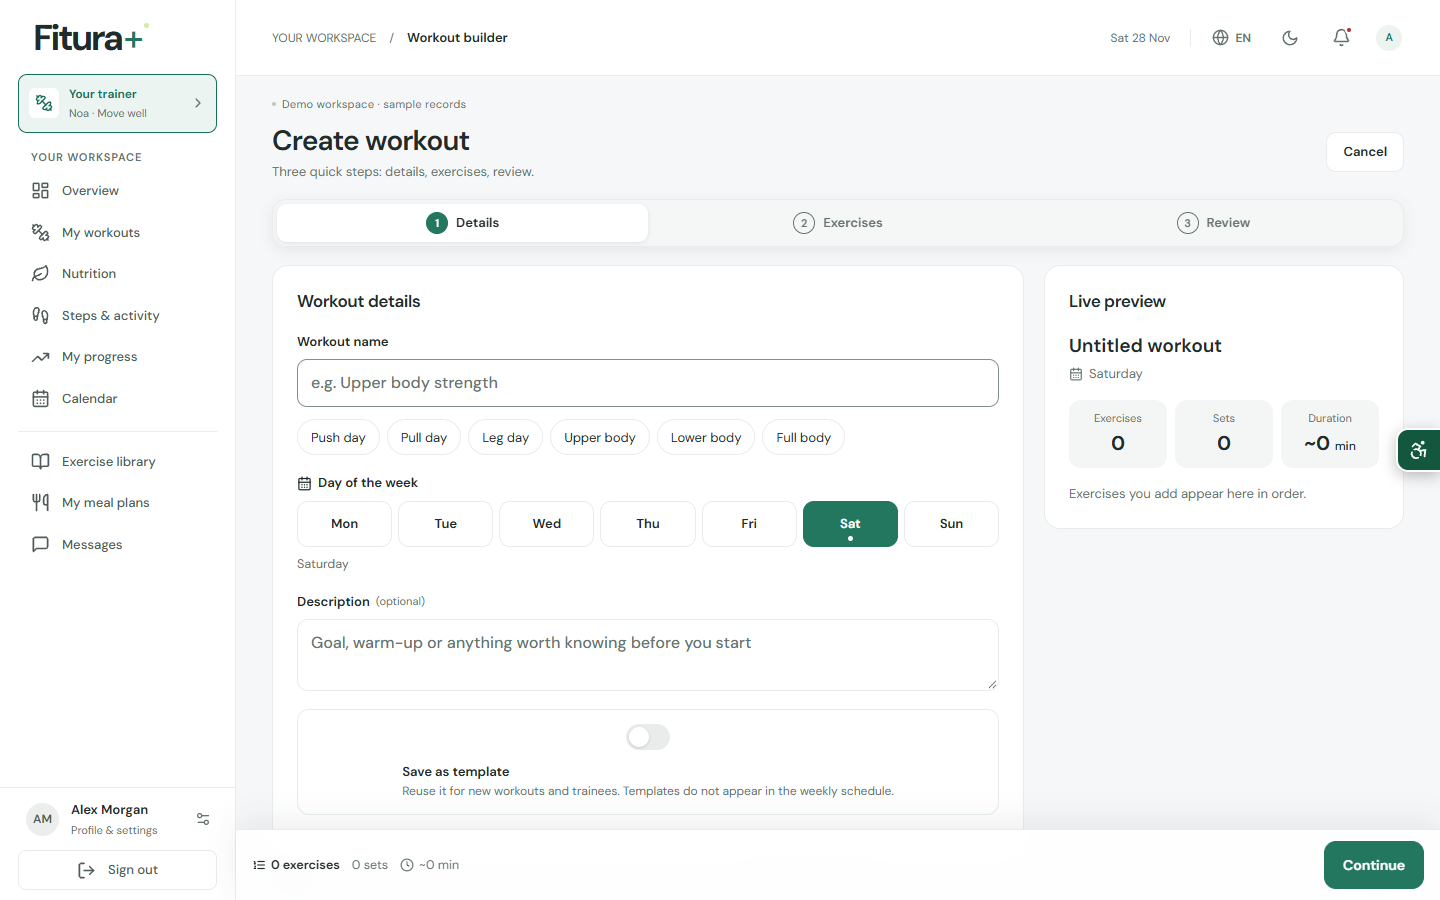 Fitura+
Your trainer
Noa · Move well
YOUR WORKSPACE
Overview
My workouts
Nutrition
Steps & activity
My progress
Calendar
Exercise library
My meal plans
Messages
AM
Alex Morgan
Profile & settings
Sign out
YOUR WORKSPACE / Workout builder
Sat 28 Nov
EN
A
Demo workspace · sample records
Create workout
Three quick steps: details, exercises, review.
Cancel
1 Details
2 Exercises
3 Review
Workout details
Workout name
e.g. Upper body strength
Push day
Pull day
Leg day
Upper body
Lower body
Full body
Day of the week
Mon
Tue
Wed
Thu
Fri
Sat
Sun
Saturday
Description (optional)
Goal, warm-up or anything worth knowing before you start
Save as template
Reuse it for new workouts and trainees. Templates do not appear in the weekly schedule.
Live preview
Untitled workout
Saturday
Exercises
0
Sets
0
Duration
~0 min
Exercises you add appear here in order.
0 exercises
0 sets
~0 min
Continue